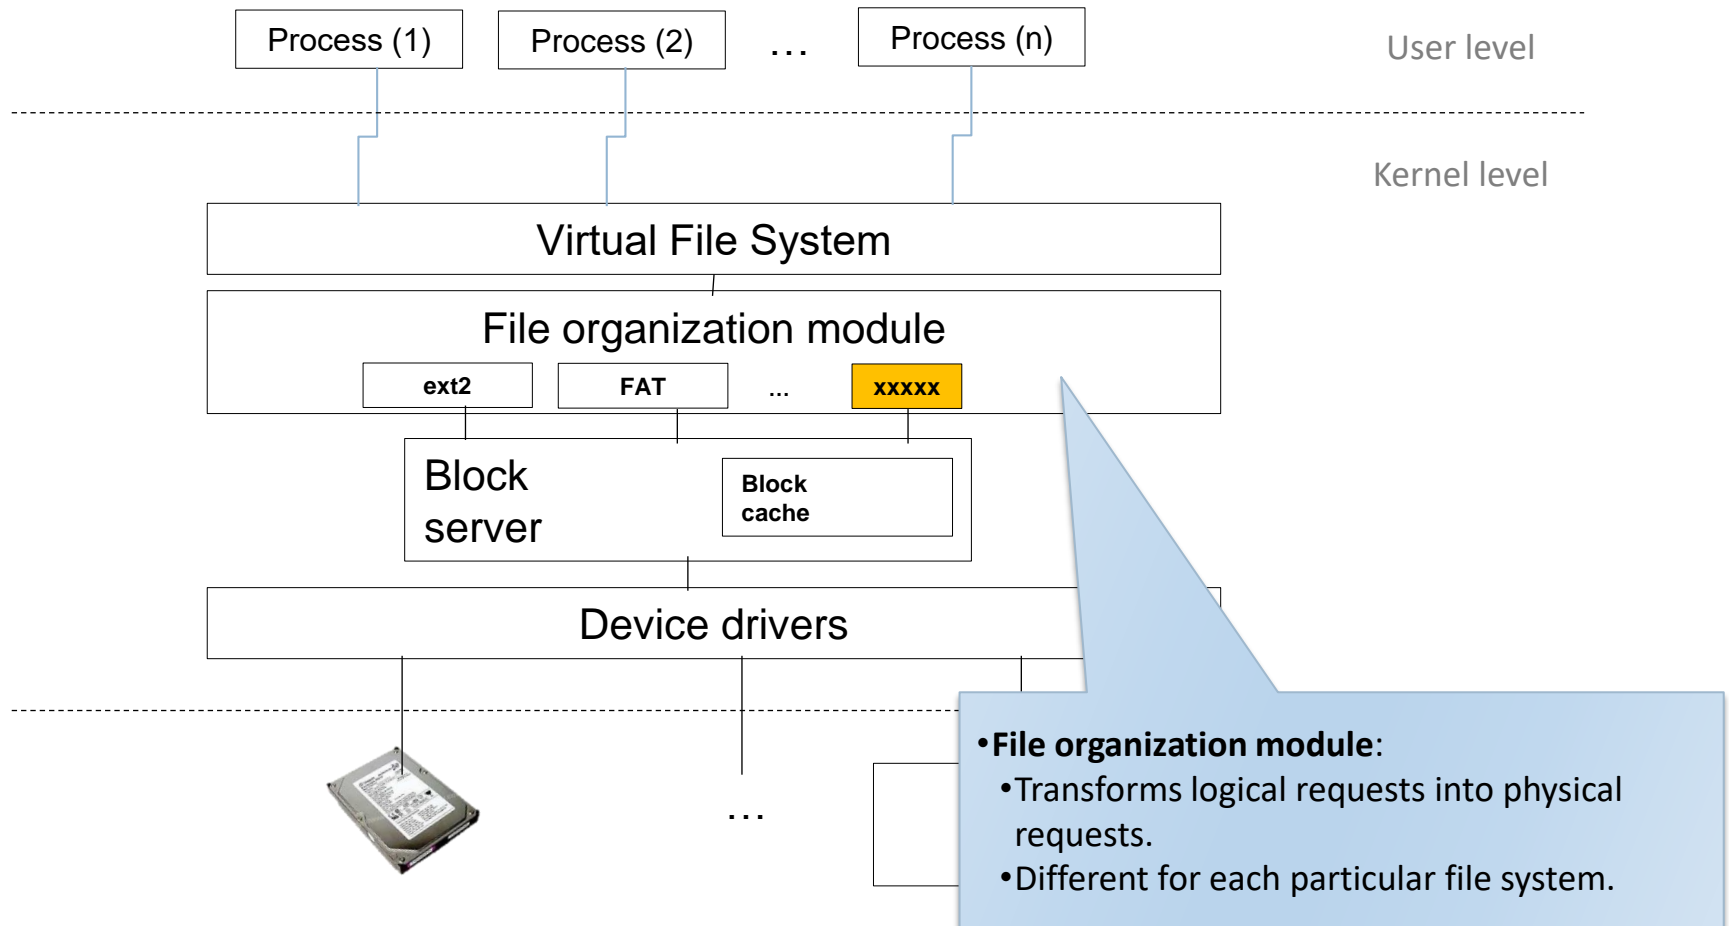 Process (1)
Process (2)
...
Process (n)
User level
Kernel level
Virtual File System
File organization module
ext2
FAT
...
xxxxx
Block
server
Block
cache
Device drivers
...
•File organization module:
•Transforms logical requests into physical
requests.
•Different for each particular file system.